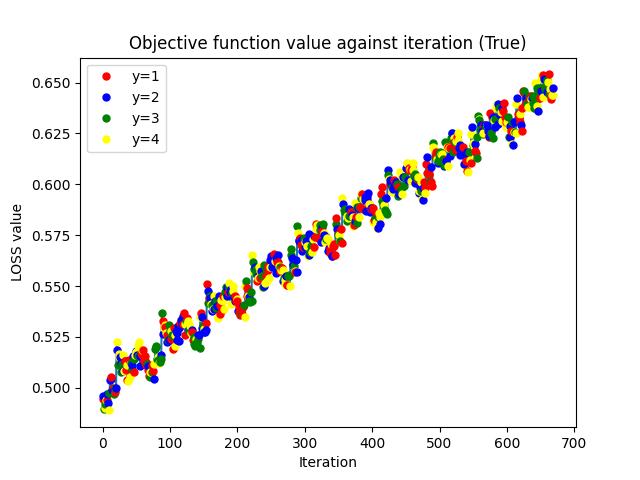 Objective function value against iteration (True)
y=1
y=2
y=3
y=4
0.650
0.625
0.600
0.575
0.550
0.525
0.500
LOSS value
0 100 200 300 400 500 600 700
Iteration